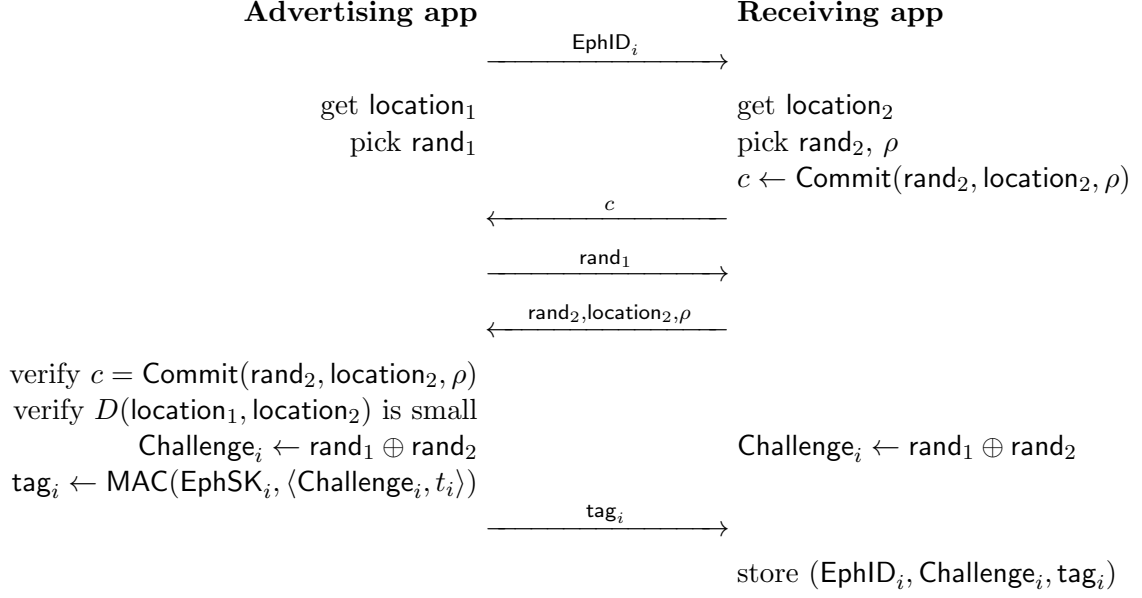 Advertising app Receiving app
EphID_i
get location_1 get location_2
pick rand_1 pick rand_2, ρ
c ← Commit(rand_2, location_2, ρ)
c
rand_1
rand_2,location_2,ρ
verify c = Commit(rand_2, location_2, ρ)
verify D(location_1, location_2) is small
Challenge_i ← rand_1 ⊕ rand_2 Challenge_i ← rand_1 ⊕ rand_2
tag_i ← MAC(EphSK_i, ⟨Challenge_i, t_i⟩)
tag_i
store (EphID_i, Challenge_i, tag_i)